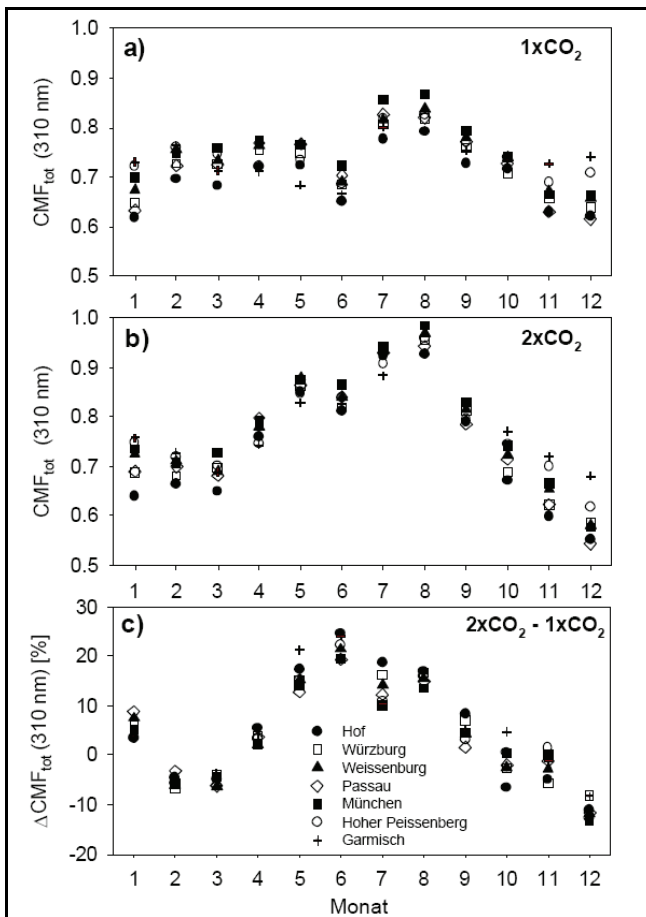 a)
1xCO₂
CMF_tot (310 nm)
1.0
0.9
0.8
0.7
0.6
0.5
1 2 3 4 5 6 7 8 9 10 11 12
b)
2xCO₂
CMF_tot (310 nm)
1.0
0.9
0.8
0.7
0.6
0.5
1 2 3 4 5 6 7 8 9 10 11 12
c)
2xCO₂ - 1xCO₂
ΔCMF_tot (310 nm) [%]
30
20
10
0
-10
-20
Hof
Würzburg
Weissenburg
Passau
München
Hoher Peissenberg
Garmisch
1 2 3 4 5 6 7 8 9 10 11 12
Monat